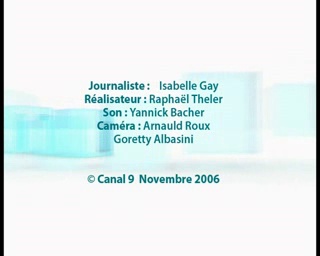 Journaliste : Isabelle Gay
Réalisateur : Raphaël Theler
Son : Yannick Bacher
Caméra : Arnauld Roux
Goretty Albasini
© Canal 9 Novembre 2006